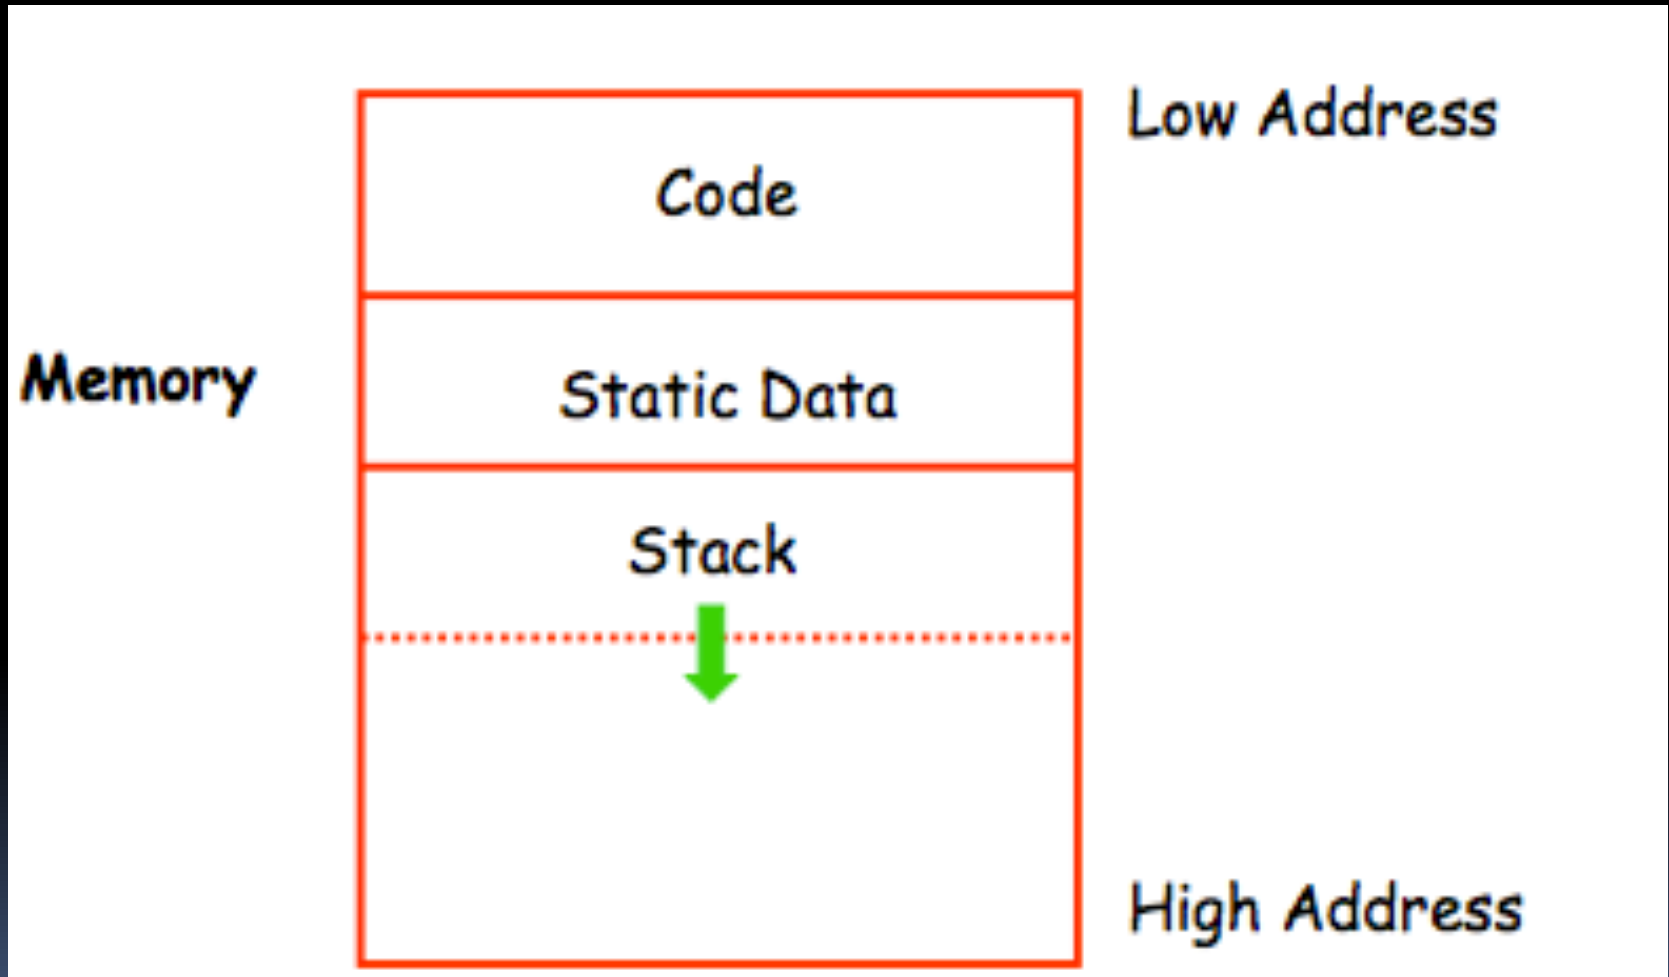 Low Address
Code
Memory
Static Data
Stack
High Address